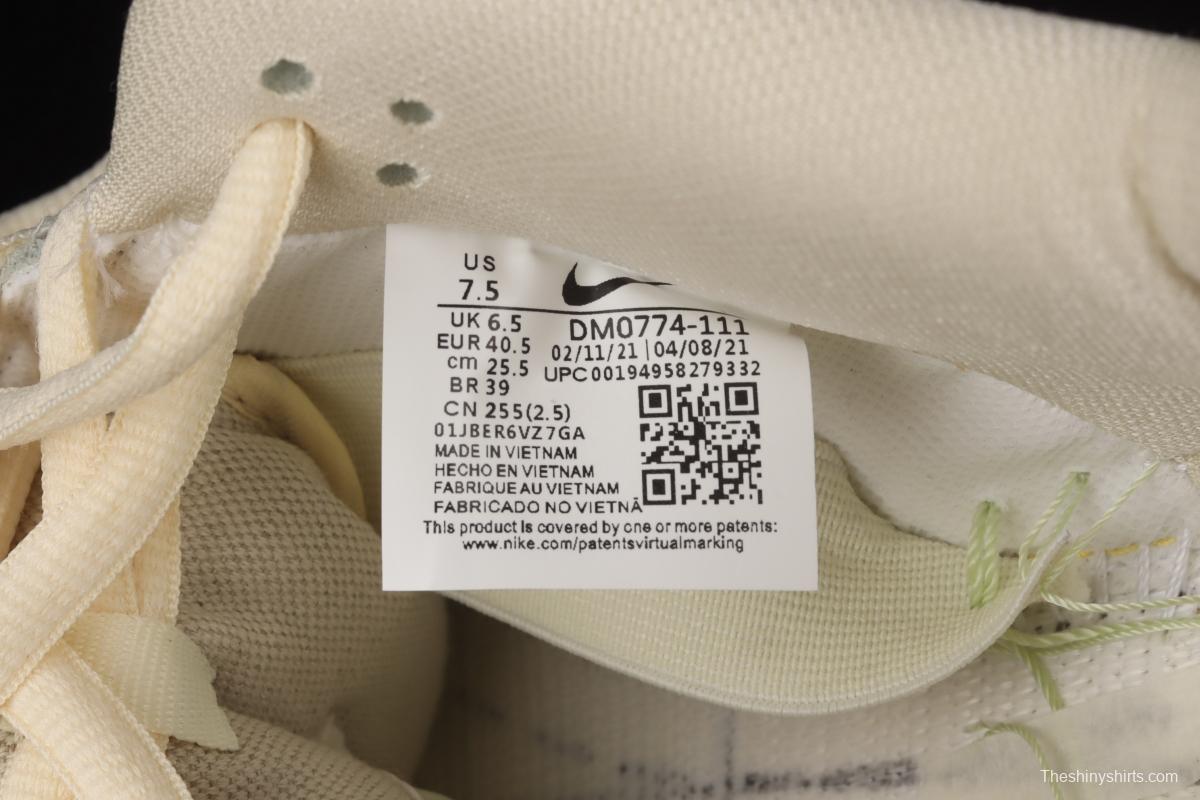 US
7.5
UK 6.5
EUR 40.5
cm 25.5
BR 39
CN 255(2.5)
DM0774-111
02/11/21 | 04/08/21
UPC00194958279332
01JBER6VZ7GA
MADE IN VIETNAM
HECHO EN VIETNAM
FABRIQUE AU VIETNAM
FABRICADO NO VIETNÃ
This product is covered by one or more patents:
www.nike.com/patentsvirtualmarking
Theshinyshirts.com